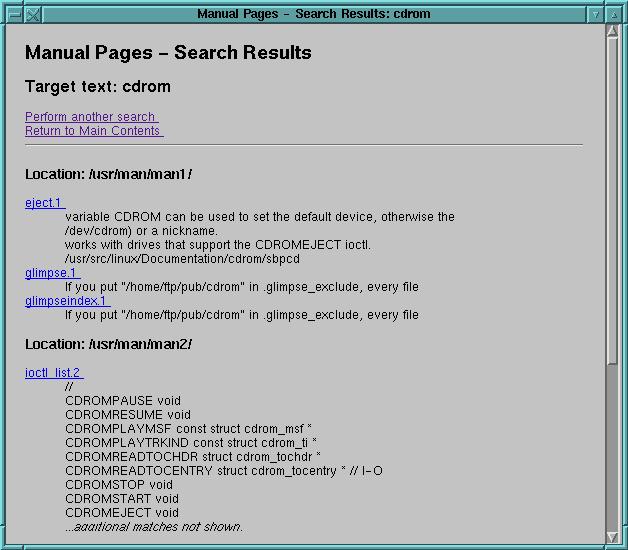 Manual Pages - Search Results: cdrom
Manual Pages - Search Results
Target text: cdrom
Perform another search
Return to Main Contents
Location: /usr/man/man1/
eject.1
variable CDROM can be used to set the default device, otherwise the
/dev/cdrom) or a nickname.
works with drives that support the CDROMEJECT ioctl.
/usr/src/linux/Documentation/cdrom/sbpcd
glimpse.1
If you put "/home/ftp/pub/cdrom" in .glimpse_exclude, every file
glimpseindex.1
If you put "/home/ftp/pub/cdrom" in .glimpse_exclude, every file
Location: /usr/man/man2/
ioctl_list.2
//
CDROMPAUSE void
CDROMRESUME void
CDROMPLAYMSF const struct cdrom_msf *
CDROMPLAYTRKIND const struct cdrom_ti *
CDROMREADTOCHDR struct cdrom_tochdr *
CDROMREADTOCENTRY struct cdrom_tocentry * // I-O
CDROMSTOP void
CDROMSTART void
CDROMEJECT void
...additional matches not shown.